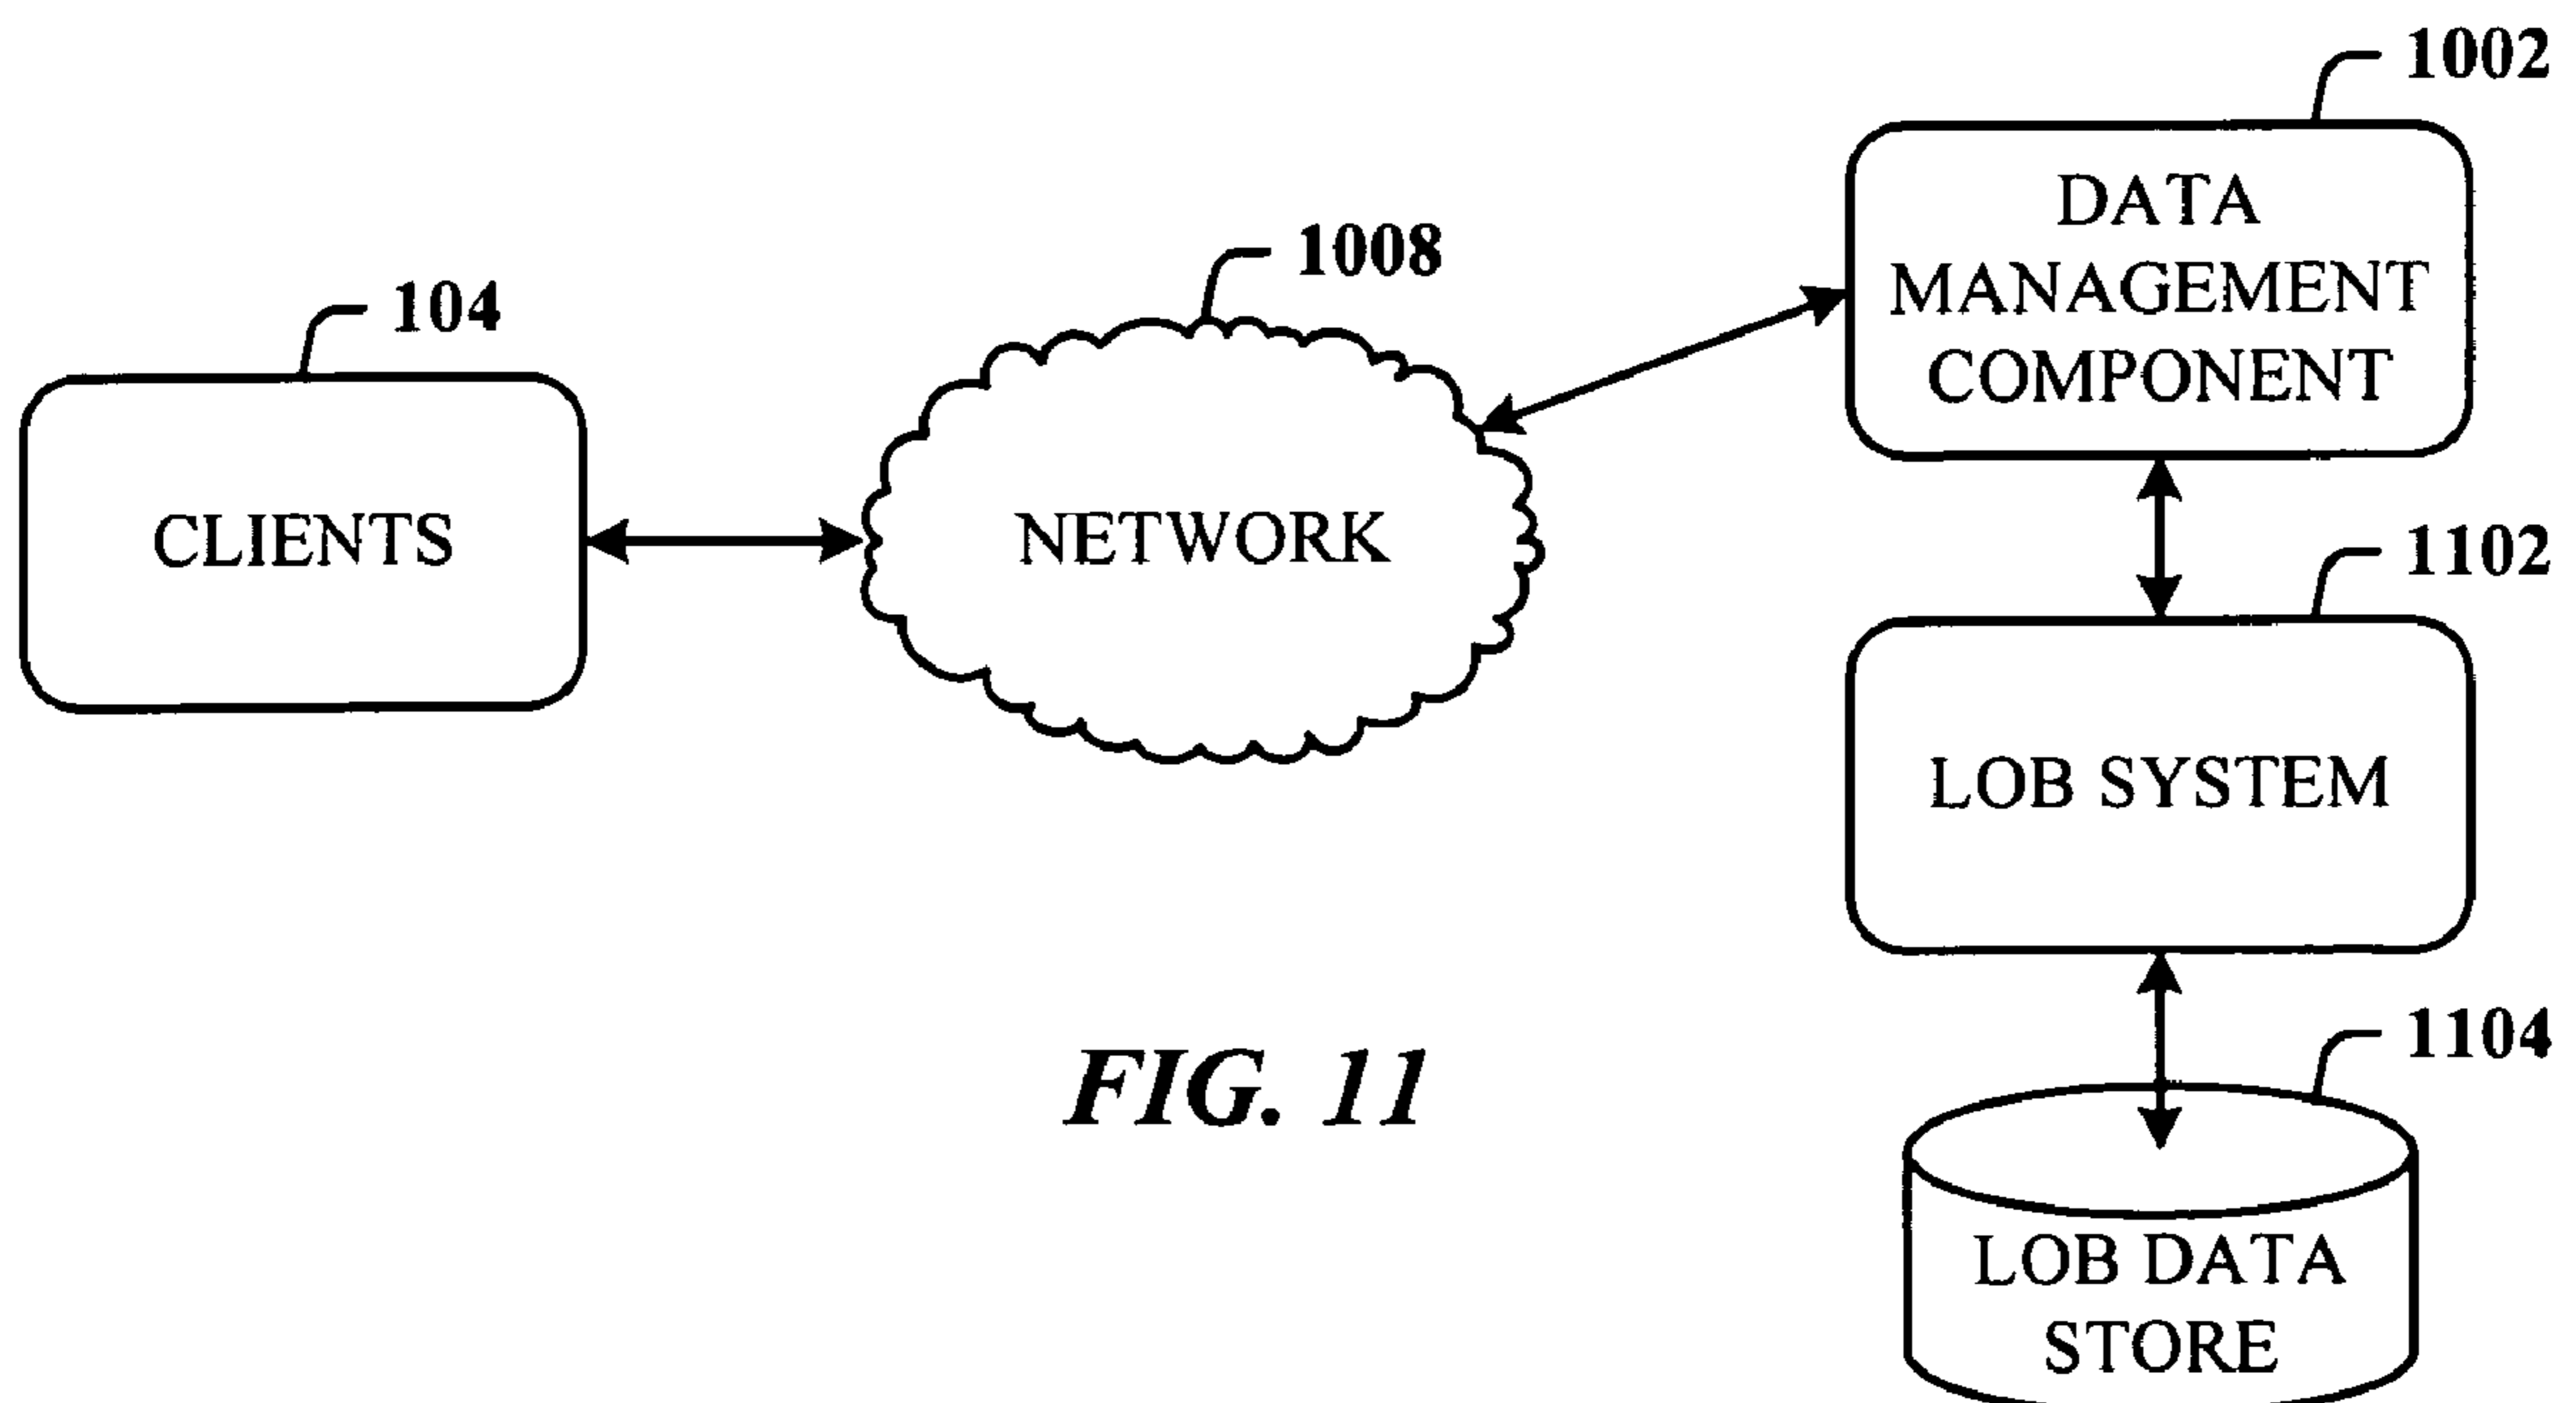 1002
DATA
MANAGEMENT
COMPONENT
1008
104
CLIENTS
NETWORK
1102
LOB SYSTEM
FIG. 11
1104
LOB DATA
STORE